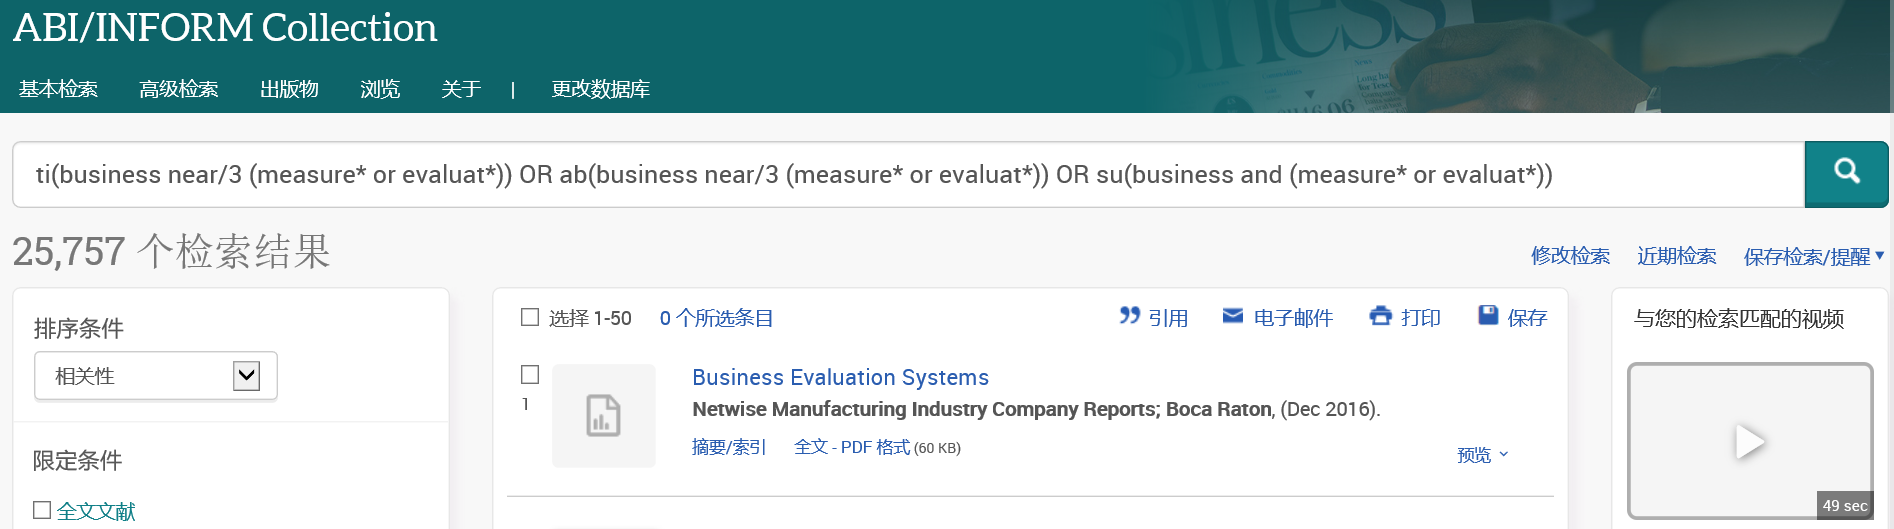 ABI/INFORM Collection
基本检索 高级检索 出版物 浏览 关于 | 更改数据库
ti(business near/3 (measure* or evaluat*)) OR ab(business near/3 (measure* or evaluat*)) OR su(business and (measure* or evaluat*))
25,757 个检索结果
修改检索 近期检索 保存检索/提醒
排序条件
相关性
限定条件
全文文献
选择 1-50 0 个所选条目 引用 电子邮件 打印 保存
1
Business Evaluation Systems
Netwise Manufacturing Industry Company Reports; Boca Raton, (Dec 2016).
摘要/索引 全文 - PDF 格式 (60 KB)
预览
与您的检索匹配的视频
49 sec